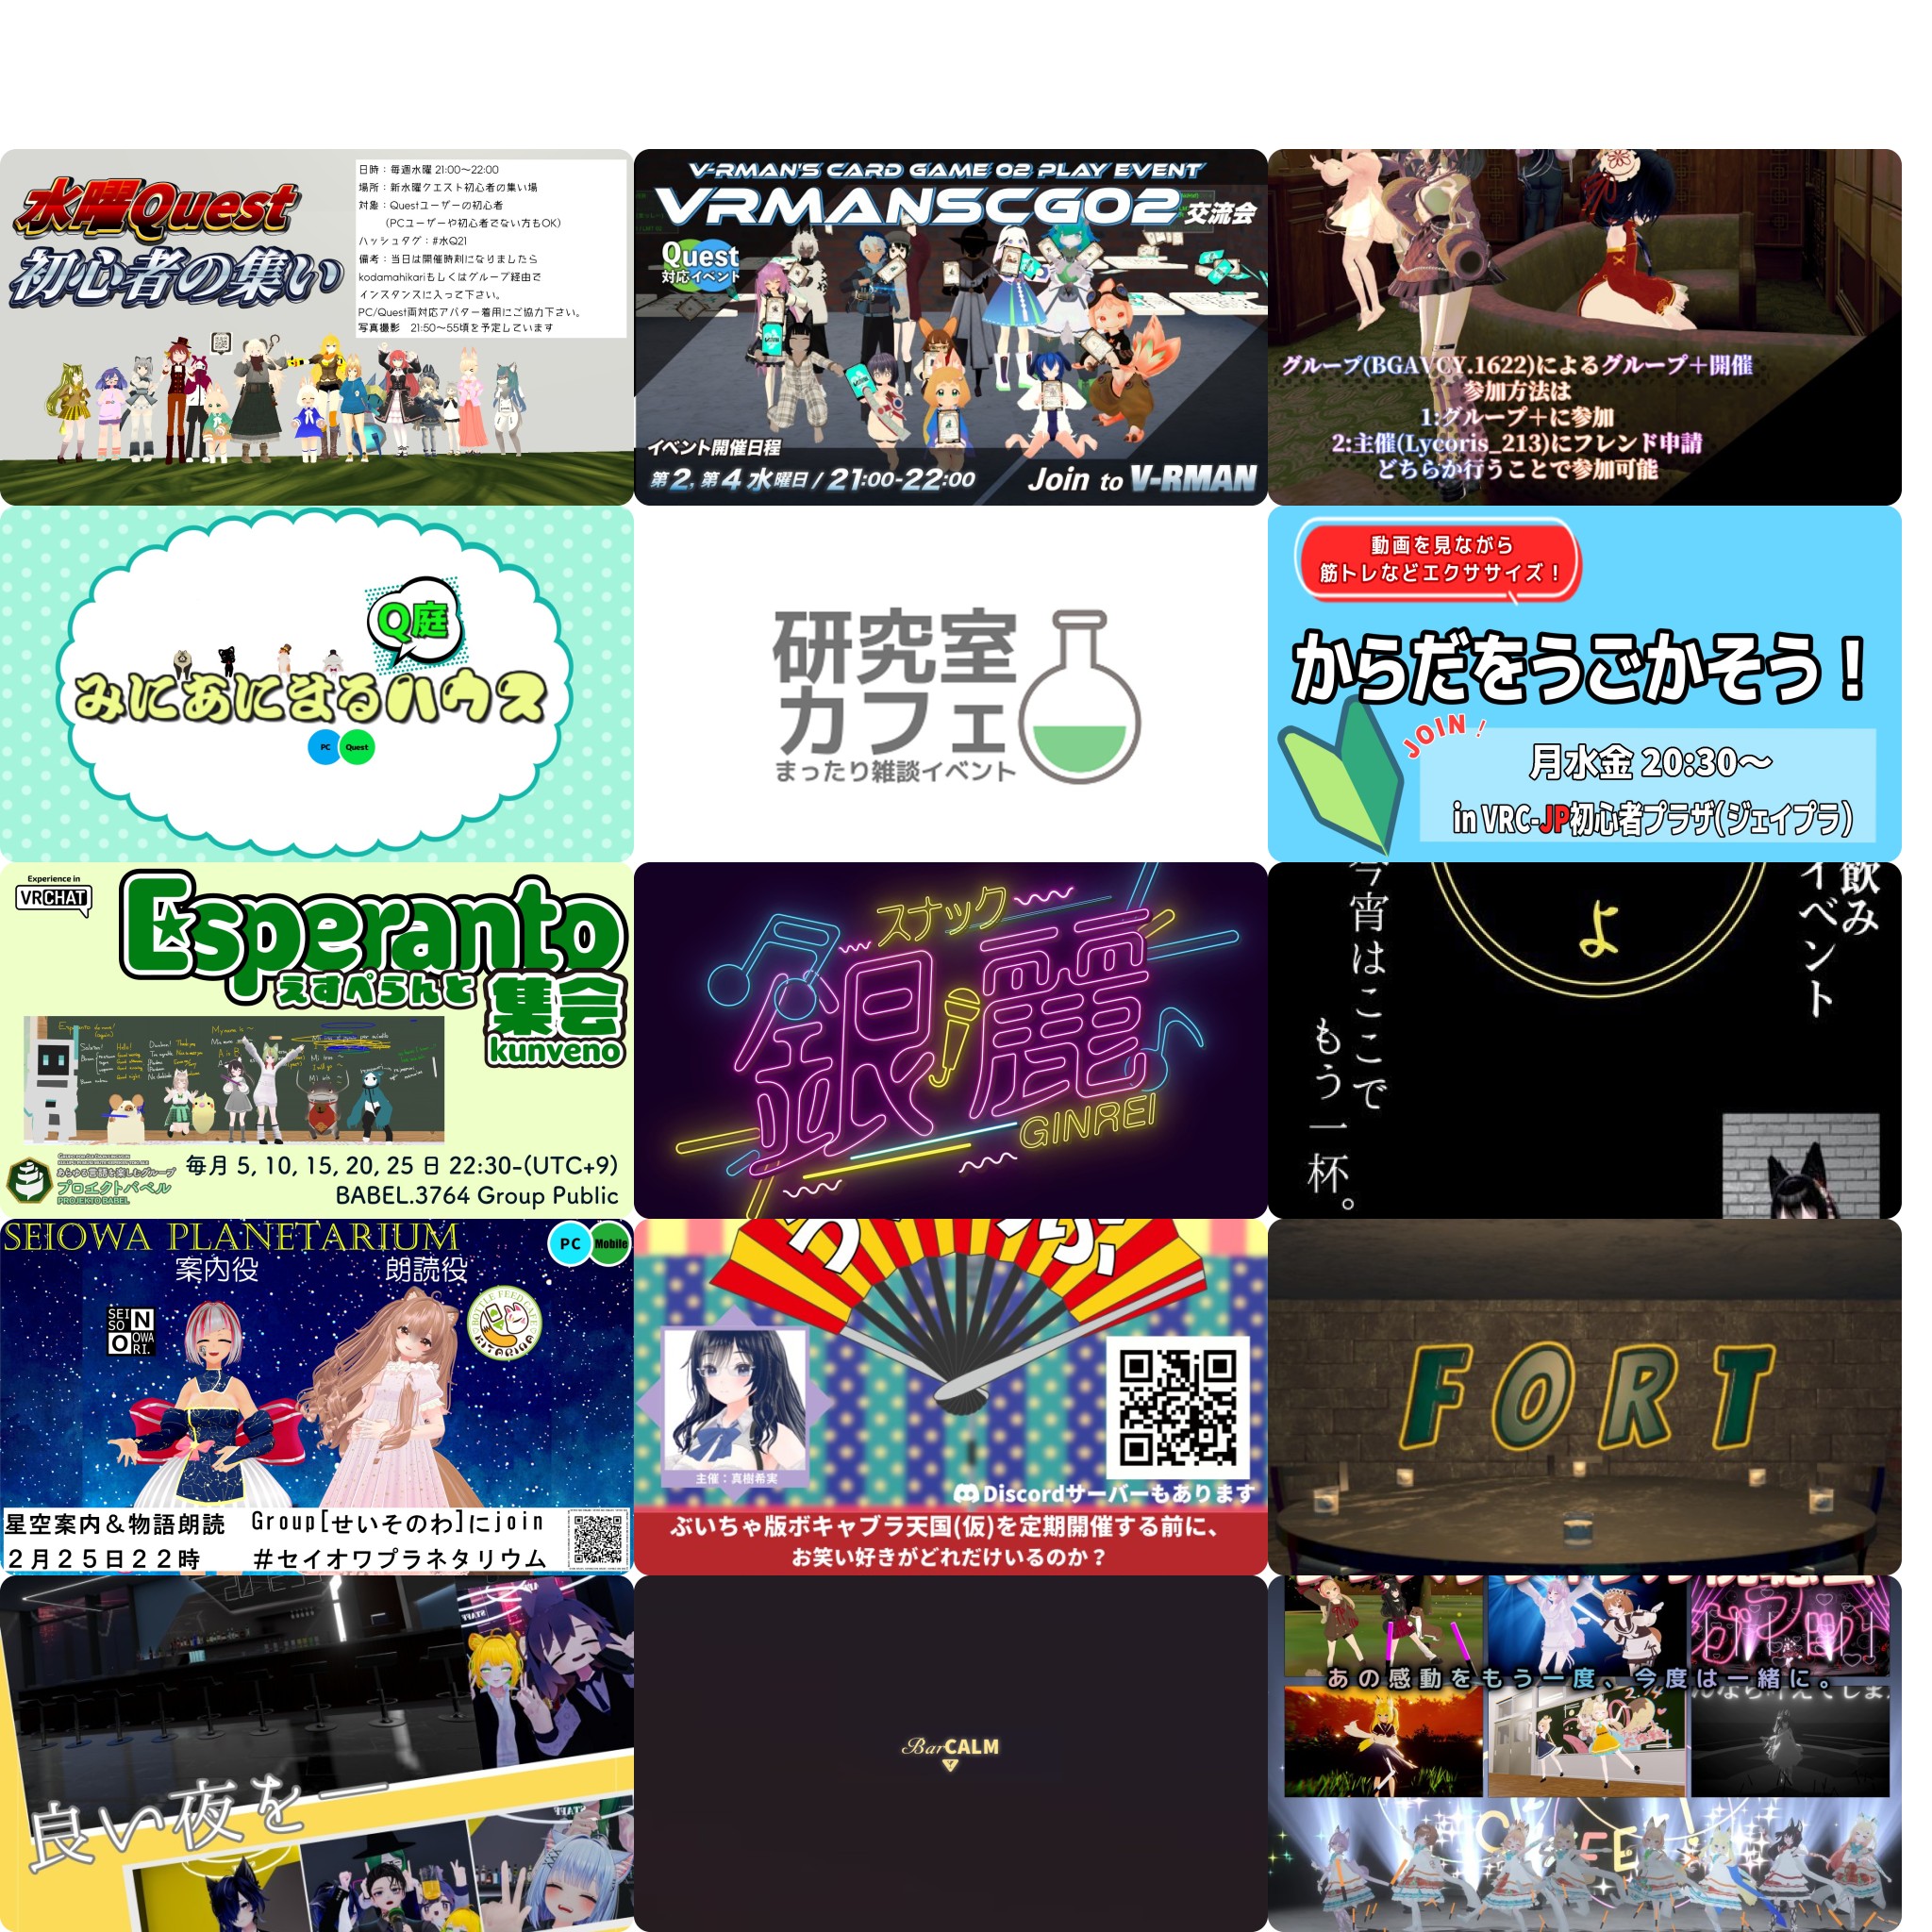 水曜Quest
初心者の集い
日時：毎週水曜 21:00～22:00
場所：新水曜クエスト初心者の集い場
対象：Questユーザーの初心者
(PCユーザーや初心者でない方もOK)
ハッシュタグ：#水Q21
備考：当日は開催時刻になりましたら
kodamahikariもしくはグループ経由で
インスタンスに入って下さい。
PC/Quest両対応アバター着用にご協力下さい。
写真撮影　21:50～55頃を予定しています
V-RMAN'S CARD GAME 02 PLAY EVENT
VRMANSCG02交流会
Quest
対応イベント
イベント開催日程
第2, 第4 水曜日 / 21:00-22:00
Join to V-RMAN
グループ(BGAVCY.1622)によるグループ＋開催
参加方法は
1:グループ＋に参加
2:主催(Lycoris_213)にフレンド申請
どちらか行うことで参加可能
Q庭
みにあにまるハウス
PC Quest
研究室
カフェ
まったり雑談イベント
動画を見ながら
筋トレなどエクササイズ！
からだをうごかそう！
JOIN！
月水金 20:30～
in VRC-JP初心者プラザ(ジェイプラ)
Experience in
VRCHAT
Esperanto
えすぺらんと
集会
kunveno
あらゆる言語を楽しむグループ
プロエクトバベル
PROJEKTO BABEL
毎月 5, 10, 15, 20, 25 日 22:30-(UTC+9)
BABEL.3764 Group Public
スナック
銀麗
GINREI
飲み
イベント
よ
今宵はここで
もう一杯。
SEIOWA PLANETARIUM
PC Mobile
案内役
朗読役
SEI
SO
N
O
OWA
RI.
BOTTLE FEED CAFE
KITARINA
星空案内＆物語朗読
２月２５日２２時
Group[せいそのわ]にjoin
＃セイオワプラネタリウム
主催：真樹希実
Discordサーバーもあります
ぶいちゃ版ボキャブラ天国(仮)を定期開催する前に、
お笑い好きがどれだけいるのか？
FORT
良い夜を―
Bar CALM
あの感動をもう一度、今度は一緒に。